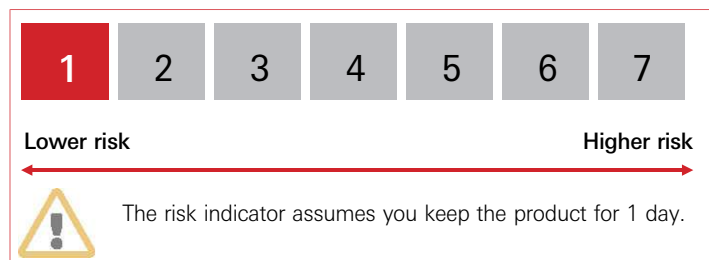 1 2 3 4 5 6 7
Lower risk Higher risk
The risk indicator assumes you keep the product for 1 day.